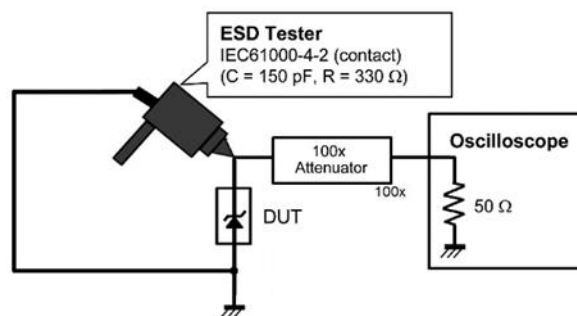 ESD Tester
IEC61000-4-2 (contact)
(C = 150 pF, R = 330 Ω)
100x
Attenuator
100x
Oscilloscope
50 Ω
DUT